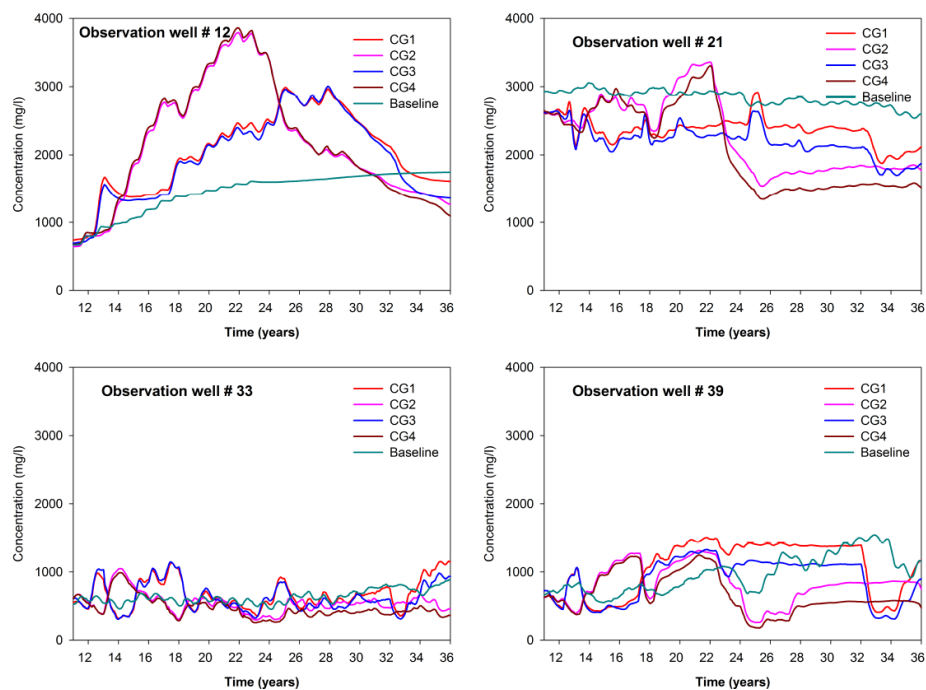 Observation well # 12
4000
3000
2000
1000
0
Concentration (mg/l)
CG1
CG2
CG3
CG4
Baseline
12 14 16 18 20 22 24 26 28 30 32 34 36
Time (years)
Observation well # 21
4000
3000
2000
1000
0
Concentration (mg/l)
CG1
CG2
CG3
CG4
Baseline
12 14 16 18 20 22 24 26 28 30 32 34 36
Time (years)
Observation well # 33
4000
3000
2000
1000
0
Concentration (mg/l)
CG1
CG2
CG3
CG4
Baseline
12 14 16 18 20 22 24 26 28 30 32 34 36
Time (years)
Observation well # 39
4000
3000
2000
1000
0
Concentration (mg/l)
CG1
CG2
CG3
CG4
Baseline
12 14 16 18 20 22 24 26 28 30 32 34 36
Time (years)